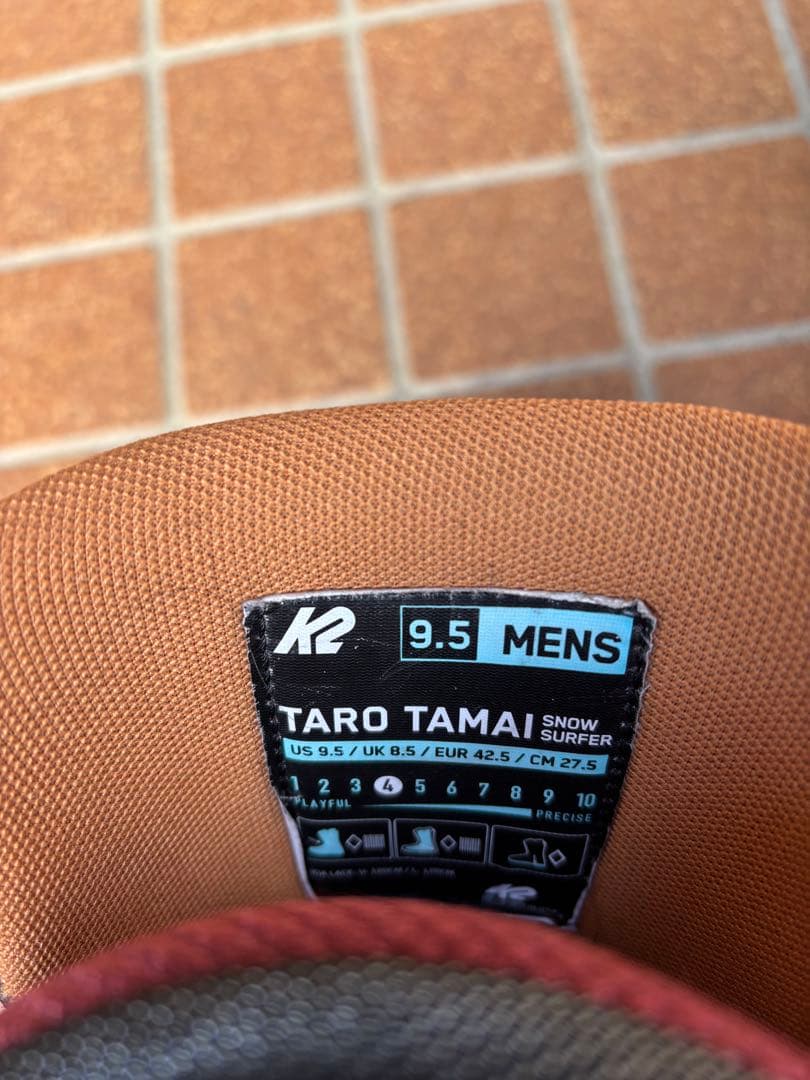 K2 9.5 MENS
TARO TAMAI SNOW SURFER
US 9.5 / UK 8.5 / EUR 42.5 / CM 27.5
1 2 3 4 5 6 7 8 9 10
PLAYFUL PRECISE
K2